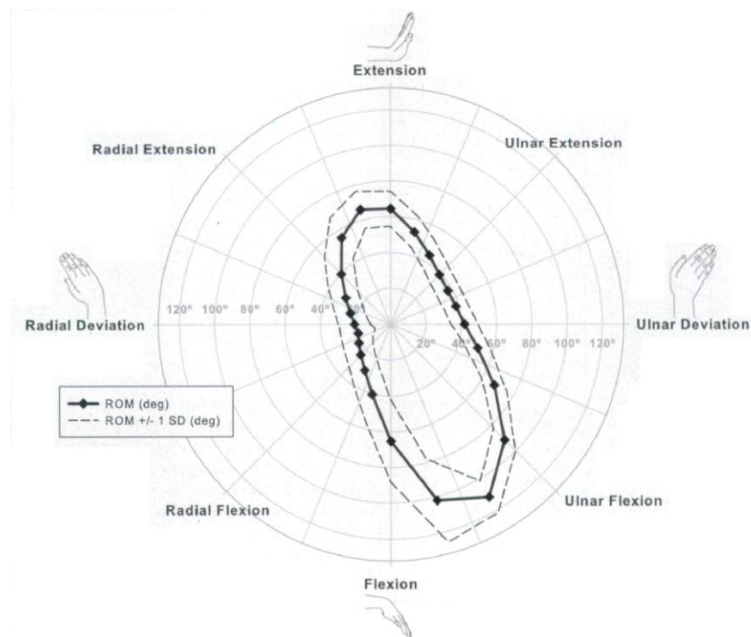 Extension
Radial Extension
Ulnar Extension
120° 100° 80° 60° 40° 20°
Radial Deviation
Ulnar Deviation
20° 40° 60° 80° 100° 120°
ROM (deg)
ROM +/- 1 SD (deg)
Radial Flexion
Ulnar Flexion
Flexion